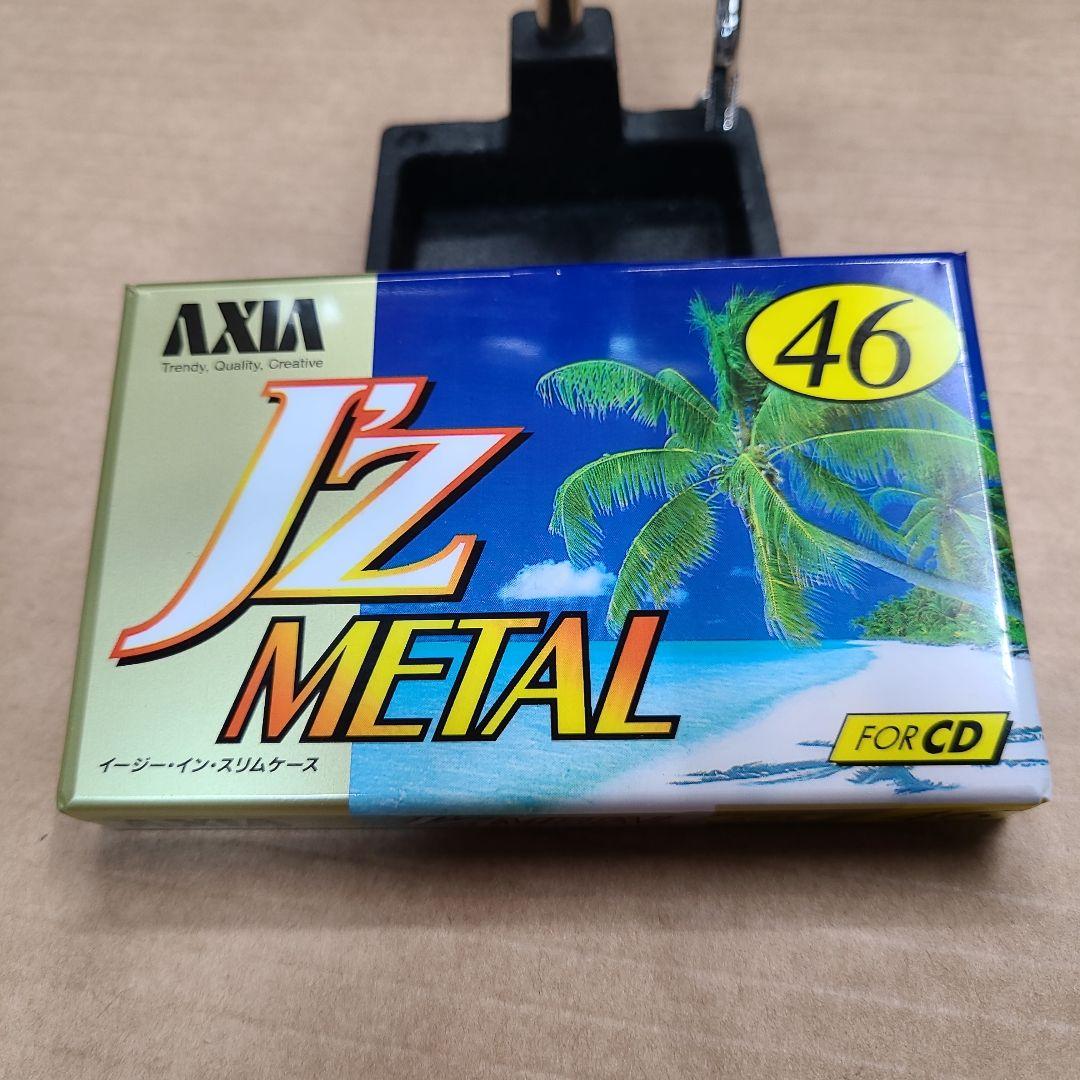 AXIA
Trendy, Quality, Creative
46
J'z
METAL
FOR CD
イージー・イン・スリムケース